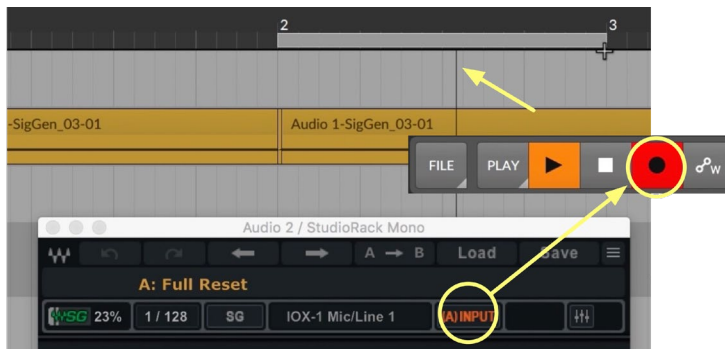 2 3
-SigGen_03-01 Audio 1-SigGen_03-01
FILE PLAY W
Audio 2 / StudioRack Mono
A B Load Save
A: Full Reset
SG 23% 1 / 128 SG IOX-1 Mic/Line 1 (A) INPUT